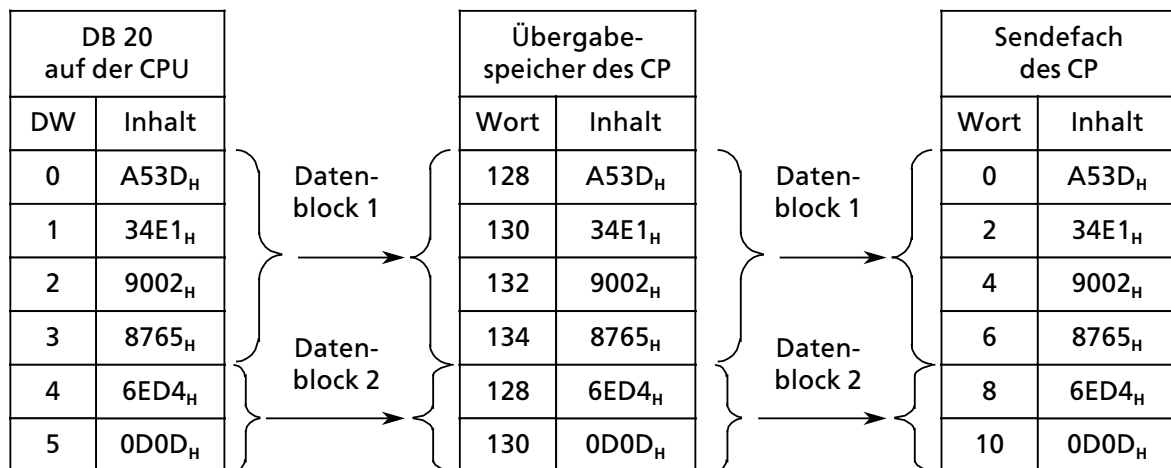 DB 20
auf der CPU
Übergabe-
speicher des CP
Sendefach
des CP
DW Inhalt
Wort Inhalt
Wort Inhalt
0 A53DH
Daten-
block 1
128 A53DH
Daten-
block 1
0 A53DH
1 34E1H
130 34E1H
2 34E1H
2 9002H
132 9002H
4 9002H
3 8765H
134 8765H
6 8765H
Daten-
block 2
Daten-
block 2
4 6ED4H
128 6ED4H
8 6ED4H
5 0D0DH
130 0D0DH
10 0D0DH